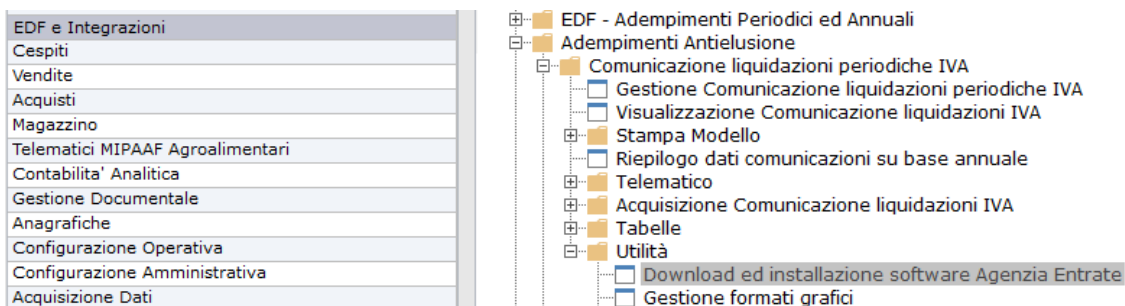 EDF e Integrazioni
Cespiti
Vendite
Acquisti
Magazzino
Telematici MIPAAF Agroalimentari
Contabilita' Analitica
Gestione Documentale
Anagrafiche
Configurazione Operativa
Configurazione Amministrativa
Acquisizione Dati
EDF - Adempimenti Periodici ed Annuali
Adempimenti Antielusione
Comunicazione liquidazioni periodiche IVA
Gestione Comunicazione liquidazioni periodiche IVA
Visualizzazione Comunicazione liquidazioni IVA
Stampa Modello
Riepilogo dati comunicazioni su base annuale
Telematico
Acquisizione Comunicazione liquidazioni IVA
Tabelle
Utilità
Download ed installazione software Agenzia Entrate
Gestione formati grafici